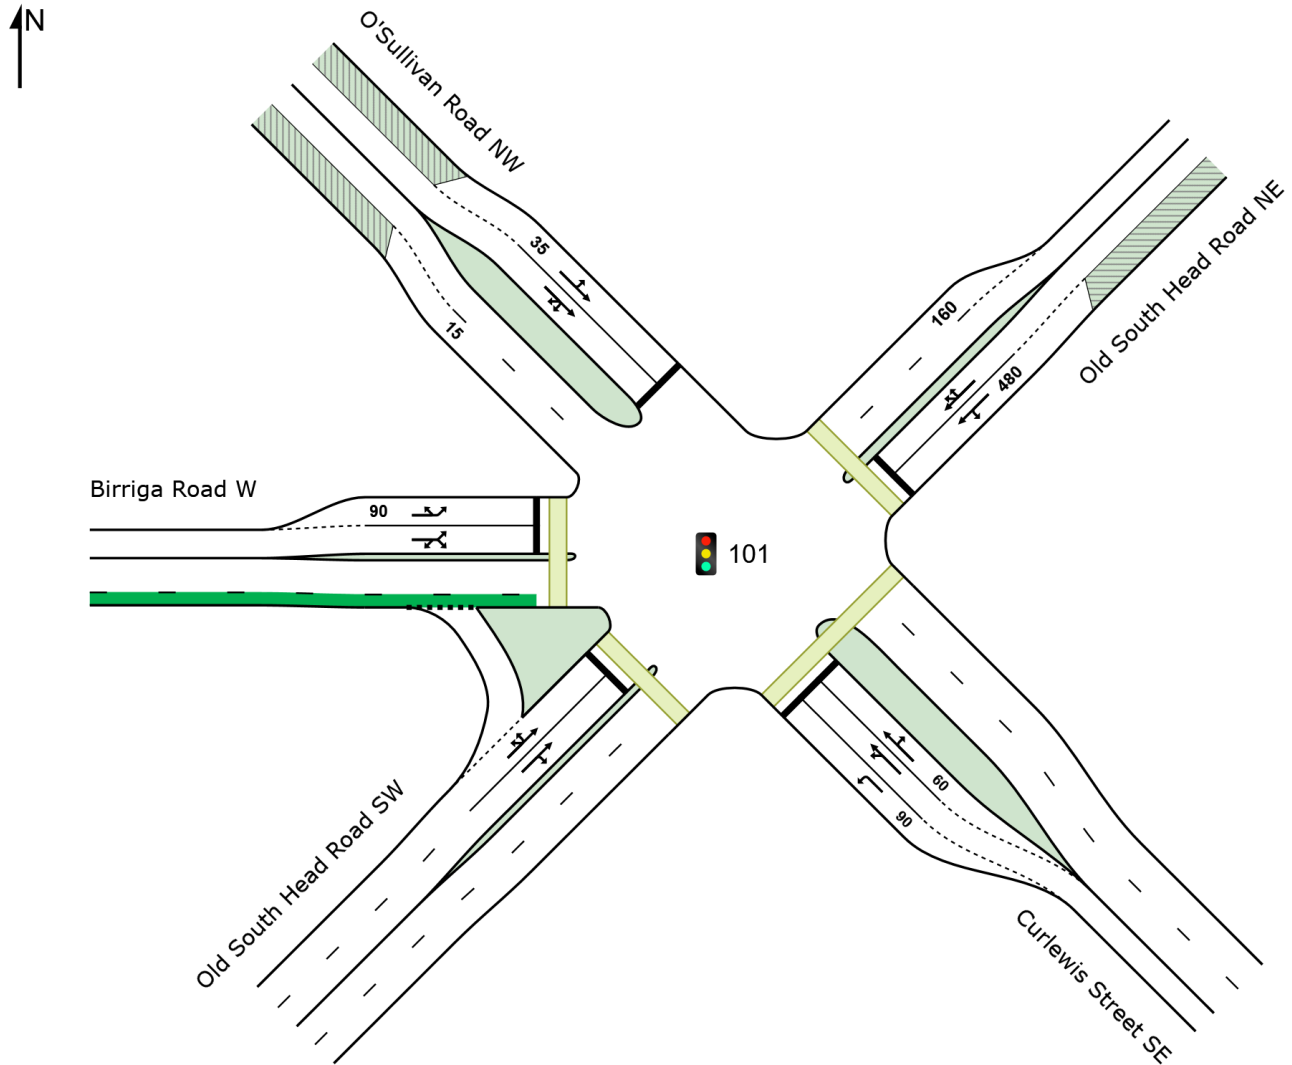 N
O'Sullivan Road NW
35
15
160
Old South Head Road NE
480
Birriga Road W
90
101
60
90
Old South Head Road SW
Curlewis Street SE